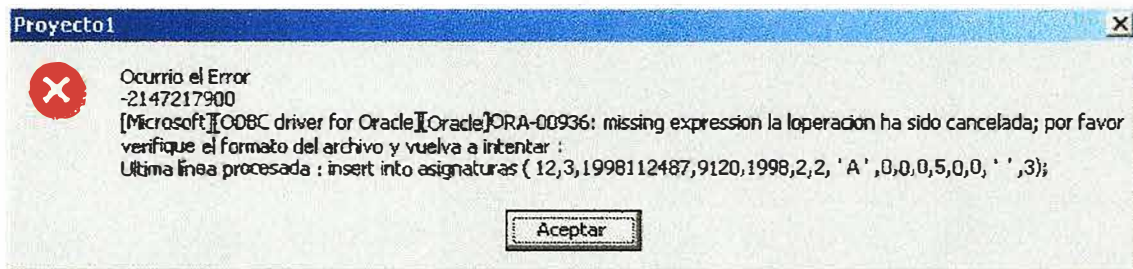 Proyecto1
Ocurrio el Error
-2147217900
[Microsoft][ODBC driver for Oracle][Oracle]ORA-00936: missing expression la loperacion ha sido cancelada; por favor
verifique el formato del archivo y vuelva a intentar :
Ultima línea procesada : insert into asignaturas ( 12,3,1998112487,9120,1998,2,2, ' A ' ,0,0,0,5,0,0, ' ' ,3);
Aceptar